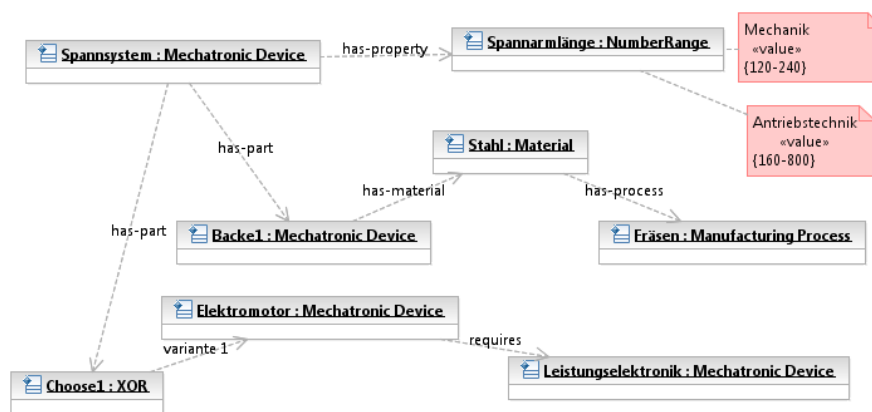 Mechanik
«value»
{120-240}
Spannsystem : Mechatronic Device
has-property
Spannarmlänge : NumberRange
Antriebstechnik
«value»
{160-800}
has-part
Stahl : Material
has-material
has-process
has-part
Backe1 : Mechatronic Device
Fräsen : Manufacturing Process
Elektromotor : Mechatronic Device
variante 1
requires
Choose1 : XOR
Leistungselektronik : Mechatronic Device